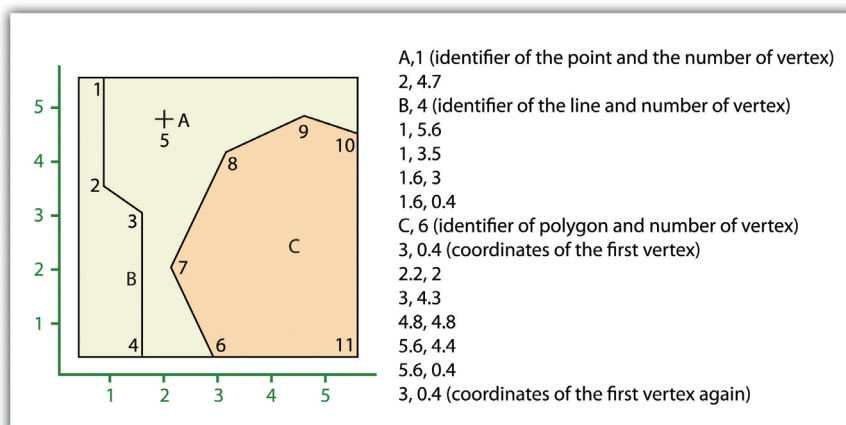 A,1 (identifier of the point and the number of vertex)
2, 4.7
B, 4 (identifier of the line and number of vertex)
1, 5.6
1, 3.5
1.6, 3
1.6, 0.4
C, 6 (identifier of polygon and number of vertex)
3, 0.4 (coordinates of the first vertex)
2.2, 2
3, 4.3
4.8, 4.8
5.6, 4.4
5.6, 0.4
3, 0.4 (coordinates of the first vertex again)
5
4
3
2
1
1
A
5
9
10
8
2
3
C
7
B
4
6
11
1 2 3 4 5